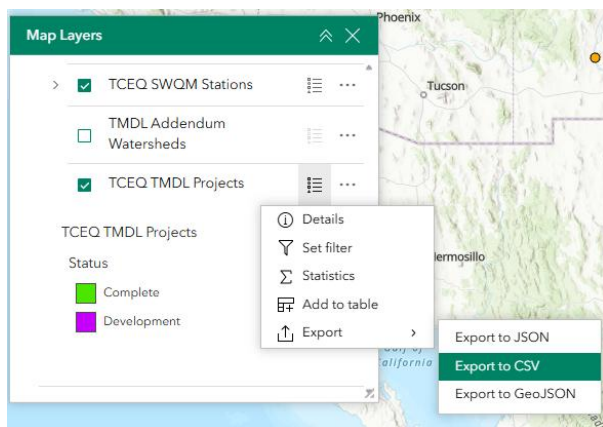 Map Layers
Phoenix
TCEQ SWQM Stations
Tucson
TMDL Addendum
Watersheds
TCEQ TMDL Projects
Details
TCEQ TMDL Projects
Set filter
Status
Statistics
Complete
Add to table
Development
Export
Export to JSON
Export to CSV
Export to GeoJSON
ermosillo
California